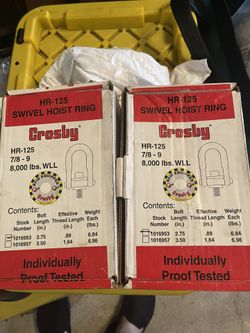 HR-125
SWIVEL HOIST RING
Crosby
HR-125
7/8 - 9
8,000 lbs. WLL
Contents:
Stock Number
Bolt Length (in.)
Effective Thread Length (in.)
Weight Each (in.)
1016953 2.75 .89 6.84
1016957 3.50 1.64 6.96
Individually
Proof Tested
HR-125
SWIVEL HOIST RING
Crosby
HR-125
7/8 - 9
8,000 lbs. WLL
Contents:
Stock Number
Bolt Length (in.)
Effective Thread Length (in.)
Weight Each (in.)
1016953 2.75 .89 6.84
1016957 3.50 1.64 6.96
Individually
Proof Tested